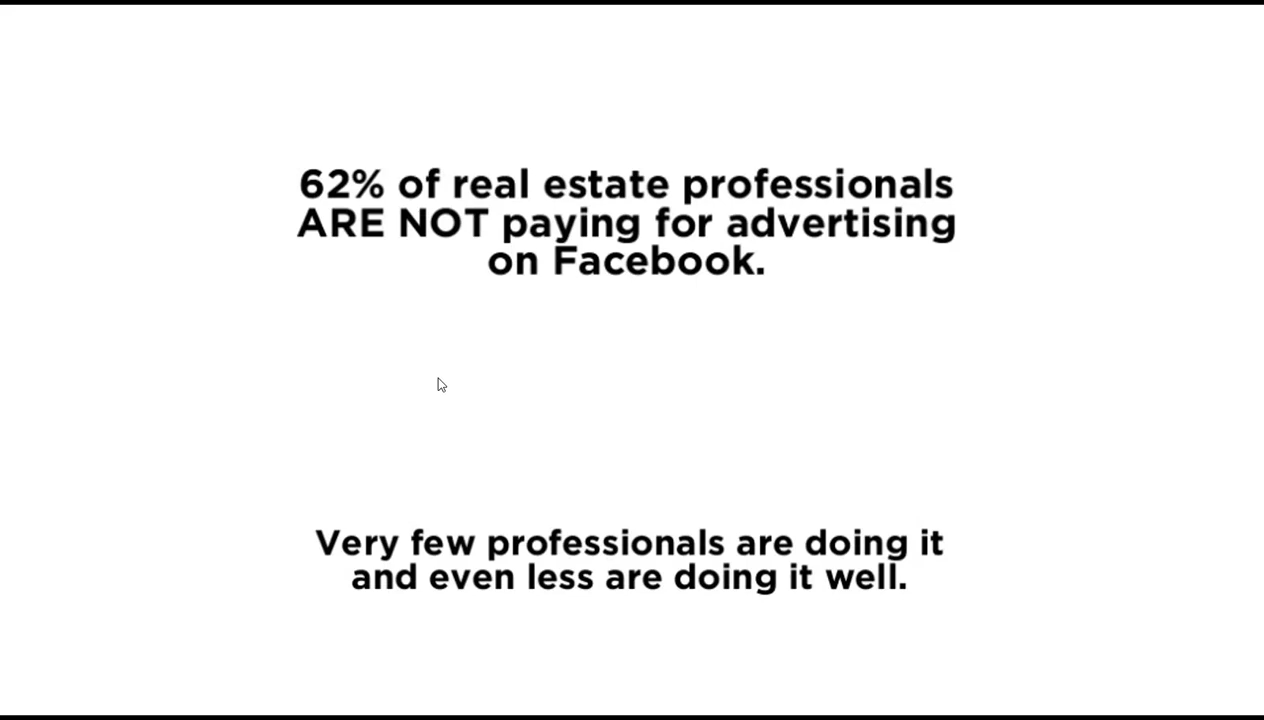 62% of real estate professionals
ARE NOT paying for advertising
on Facebook.
Very few professionals are doing it
and even less are doing it well.